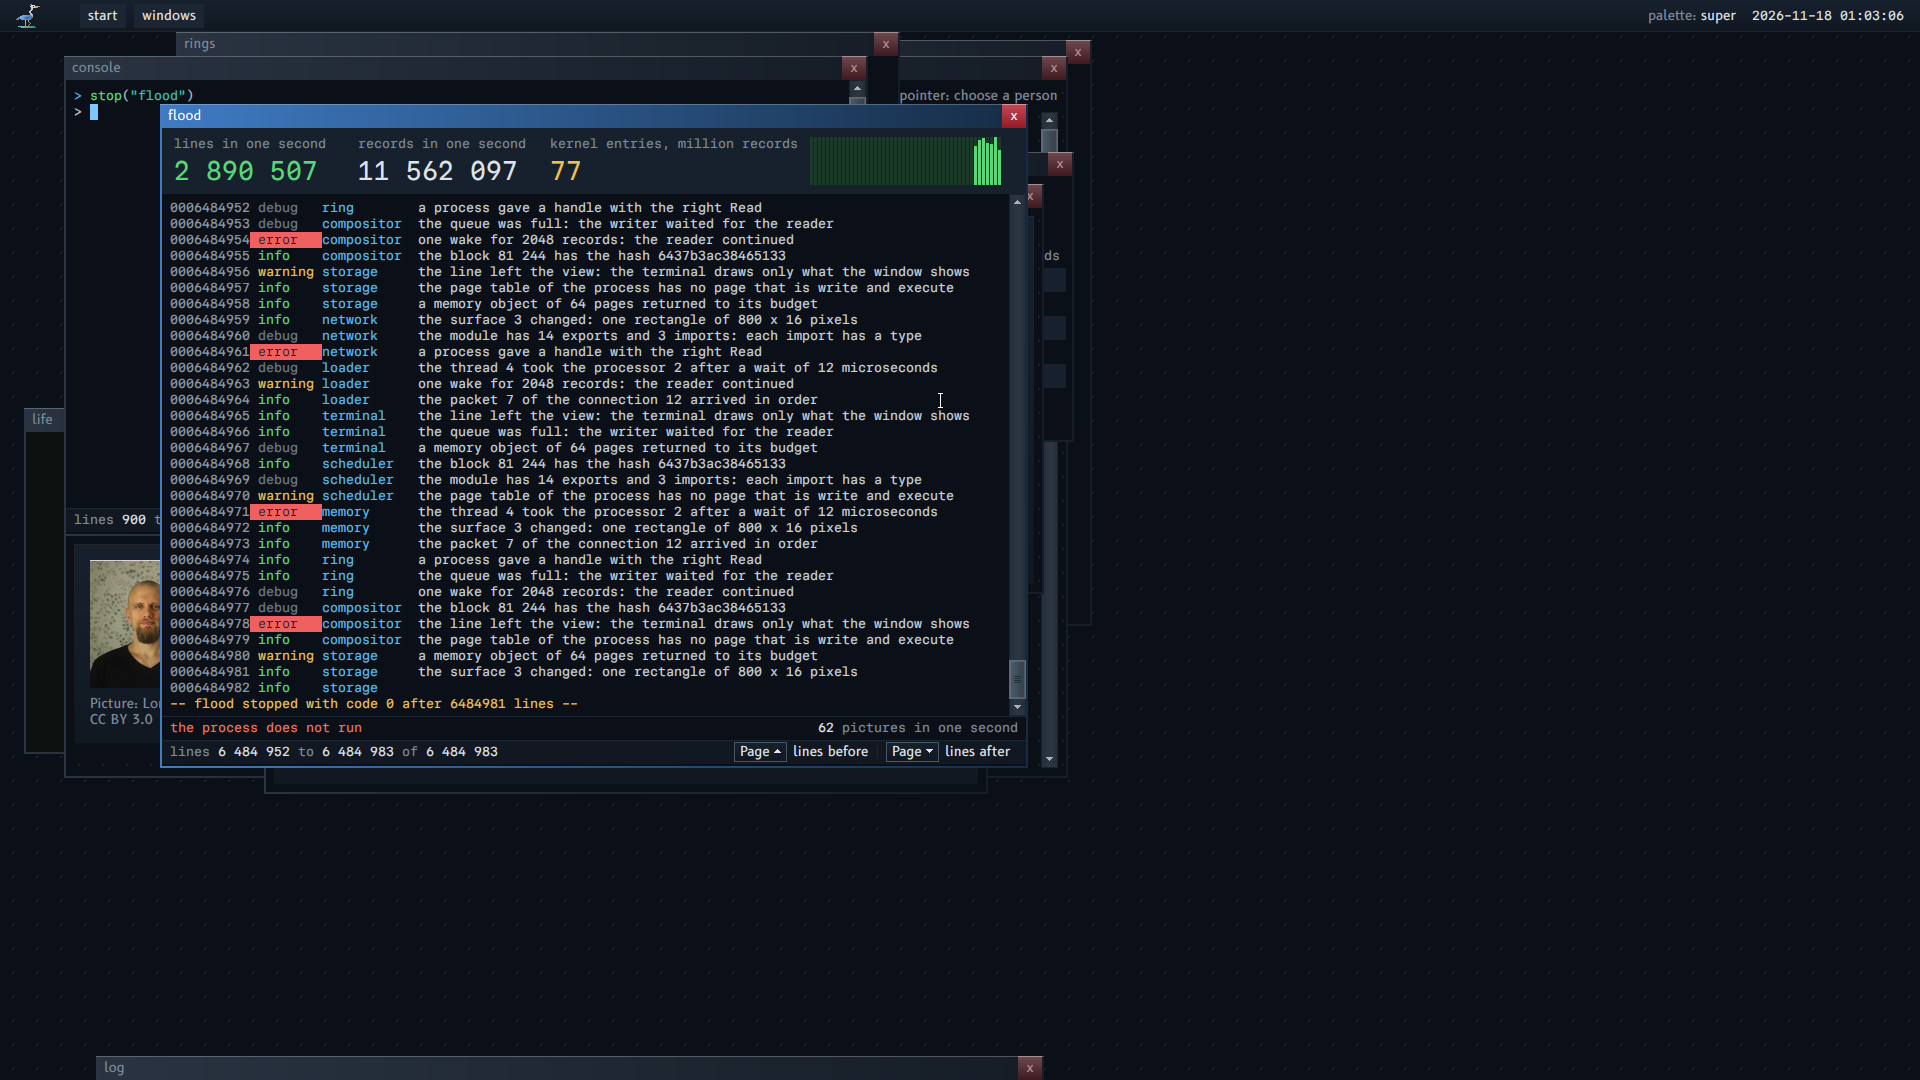 start windows palette: super 2026-11-18 01:03:06
rings x
x
console x
x
> stop("flood")
pointer: choose a person
>
flood x
lines in one second records in one second kernel entries, million records
2 890 507 11 562 097 77
x
x
ds
0006484952 debug ring a process gave a handle with the right Read
0006484953 debug compositor the queue was full: the writer waited for the reader
0006484954 error compositor one wake for 2048 records: the reader continued
0006484955 info compositor the block 81 244 has the hash 6437b3ac38465133
0006484956 warning storage the line left the view: the terminal draws only what the window shows
0006484957 info storage the page table of the process has no page that is write and execute
0006484958 info storage a memory object of 64 pages returned to its budget
0006484959 info network the surface 3 changed: one rectangle of 800 x 16 pixels
0006484960 debug network the module has 14 exports and 3 imports: each import has a type
0006484961 error network a process gave a handle with the right Read
0006484962 debug loader the thread 4 took the processor 2 after a wait of 12 microseconds
0006484963 warning loader one wake for 2048 records: the reader continued
0006484964 info loader the packet 7 of the connection 12 arrived in order
0006484965 info terminal the line left the view: the terminal draws only what the window shows
0006484966 info terminal the queue was full: the writer waited for the reader
0006484967 debug terminal a memory object of 64 pages returned to its budget
0006484968 info scheduler the block 81 244 has the hash 6437b3ac38465133
0006484969 debug scheduler the module has 14 exports and 3 imports: each import has a type
0006484970 warning scheduler the page table of the process has no page that is write and execute
0006484971 error memory the thread 4 took the processor 2 after a wait of 12 microseconds
0006484972 info memory the surface 3 changed: one rectangle of 800 x 16 pixels
0006484973 info memory the packet 7 of the connection 12 arrived in order
0006484974 info ring a process gave a handle with the right Read
0006484975 info ring the queue was full: the writer waited for the reader
0006484976 debug ring one wake for 2048 records: the reader continued
0006484977 debug compositor the block 81 244 has the hash 6437b3ac38465133
0006484978 error compositor the line left the view: the terminal draws only what the window shows
0006484979 info compositor the page table of the process has no page that is write and execute
0006484980 warning storage a memory object of 64 pages returned to its budget
0006484981 info storage the surface 3 changed: one rectangle of 800 x 16 pixels
0006484982 info storage
-- flood stopped with code 0 after 6484981 lines --
the process does not run 62 pictures in one second
lines 6 484 952 to 6 484 983 of 6 484 983 Page lines before Page lines after
life
lines 900 t
Picture: Lo
CC BY 3.0
log x